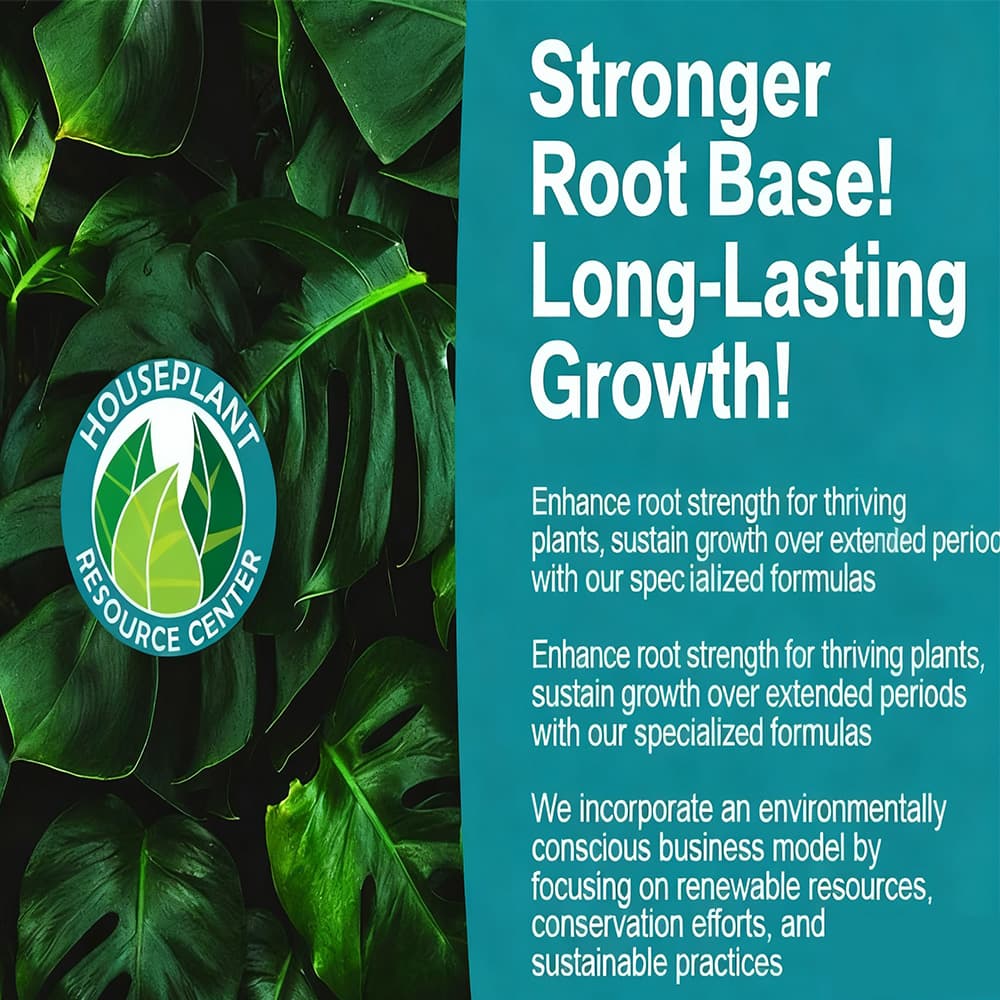 HOUSEPLANT
RESOURCE CENTER
Stronger
Root Base!
Long-Lasting
Growth!
Enhance root strength for thriving
plants, sustain growth over extended perioc
with our spec ialized formulas
Enhance root strength for thriving plants,
sustain growth over extended periods
with our specialized formulas
We incorporate an environmentally
conscious business model by
focusing on renewable resources,
conservation efforts, and
sustainable practices